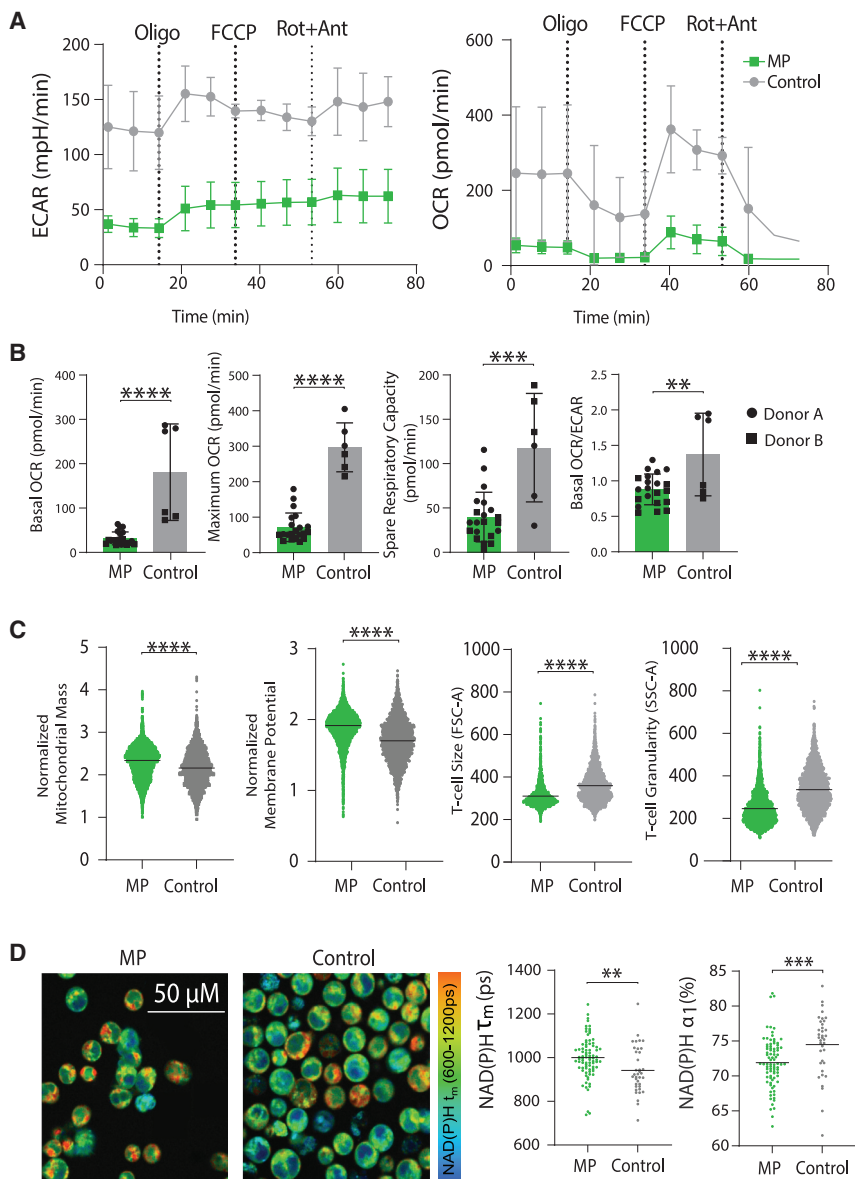 A
Oligo FCCP Rot+Ant
ECAR (mpH/min)
200
150
100
50
0
0 20 40 60 80
Time (min)
Oligo FCCP Rot+Ant
MP
Control
OCR (pmol/min)
600
400
200
0
0 20 40 60 80
Time (min)
B
Basal OCR (pmol/min)
400
300
200
100
0
****
MP Control
Maximum OCR (pmol/min)
500
400
300
200
100
0
****
MP Control
Spare Respiratory Capacity
(pmol/min)
200
150
100
50
0
***
MP Control
Basal OCR/ECAR
2.5
2.0
1.5
1.0
0.5
0.0
**
MP Control
Donor A
Donor B
C
Normalized
Mitochondrial Mass
5
4
3
2
1
0
****
MP Control
Normalized
Membrane Potential
3
2
1
0
****
MP Control
T-cell Size (FSC-A)
1000
800
600
400
200
0
****
MP Control
T-cell Granularity (SSC-A)
1000
800
600
400
200
0
****
MP Control
D
MP
50 μM
Control
NAD(P)H tm (600-1200ps)
NAD(P)H τm (ps)
1400
1200
1000
800
600
**
MP Control
NAD(P)H α1(%)
85
80
75
70
65
60
***
MP Control